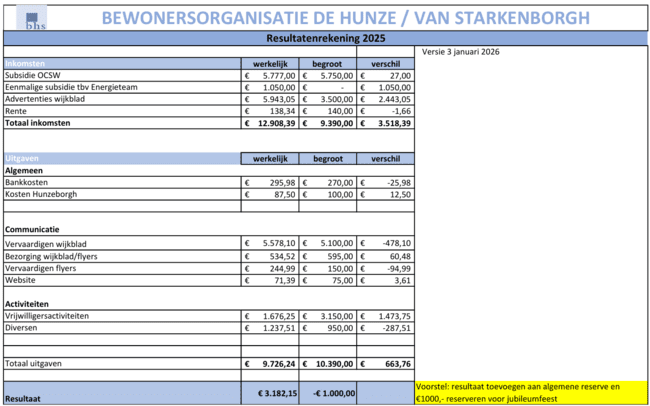 bhs
BEWONERSORGANISATIE DE HUNZE / VAN STARKENBORGH
Resultatenrekening 2025
Versie 3 januari 2026
Inkomsten werkelijk begroot verschil
Subsidie OCSW € 5.777,00 € 5.750,00 € 27,00
Eenmalige subsidie tbv Energieteam € 1.050,00 € - € 1.050,00
Advertenties wijkblad € 5.943,05 € 3.500,00 € 2.443,05
Rente € 138,34 € 140,00 € -1,66
Totaal inkomsten € 12.908,39 € 9.390,00 € 3.518,39
Uitgaven werkelijk begroot verschil
Algemeen
Bankkosten € 295,98 € 270,00 € -25,98
Kosten Hunzeborgh € 87,50 € 100,00 € 12,50
Communicatie
Vervaardigen wijkblad € 5.578,10 € 5.100,00 € -478,10
Bezorging wijkblad/flyers € 534,52 € 595,00 € 60,48
Vervaardigen flyers € 244,99 € 150,00 € -94,99
Website € 71,39 € 75,00 € 3,61
Activiteiten
Vrijwilligersactiviteiten € 1.676,25 € 3.150,00 € 1.473,75
Diversen € 1.237,51 € 950,00 € -287,51
Totaal uitgaven € 9.726,24 € 10.390,00 € 663,76
Resultaat € 3.182,15 -€ 1.000,00
Voorstel: resultaat toevoegen aan algemene reserve en
€1000,- reserveren voor jubileumfeest